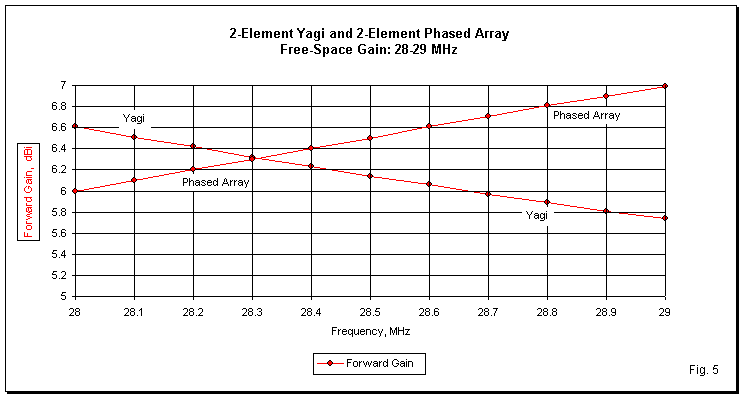 2-Element Yagi and 2-Element Phased Array
Free-Space Gain: 28-29 MHz
Forward Gain, dBi
7
6.8
6.6
6.4
6.2
6
5.8
5.6
5.4
5.2
5
Yagi
Phased Array
Phased Array
Yagi
28
28.1
28.2
28.3
28.4
28.5
28.6
28.7
28.8
28.9
29
Frequency, MHz
Forward Gain
Fig. 5